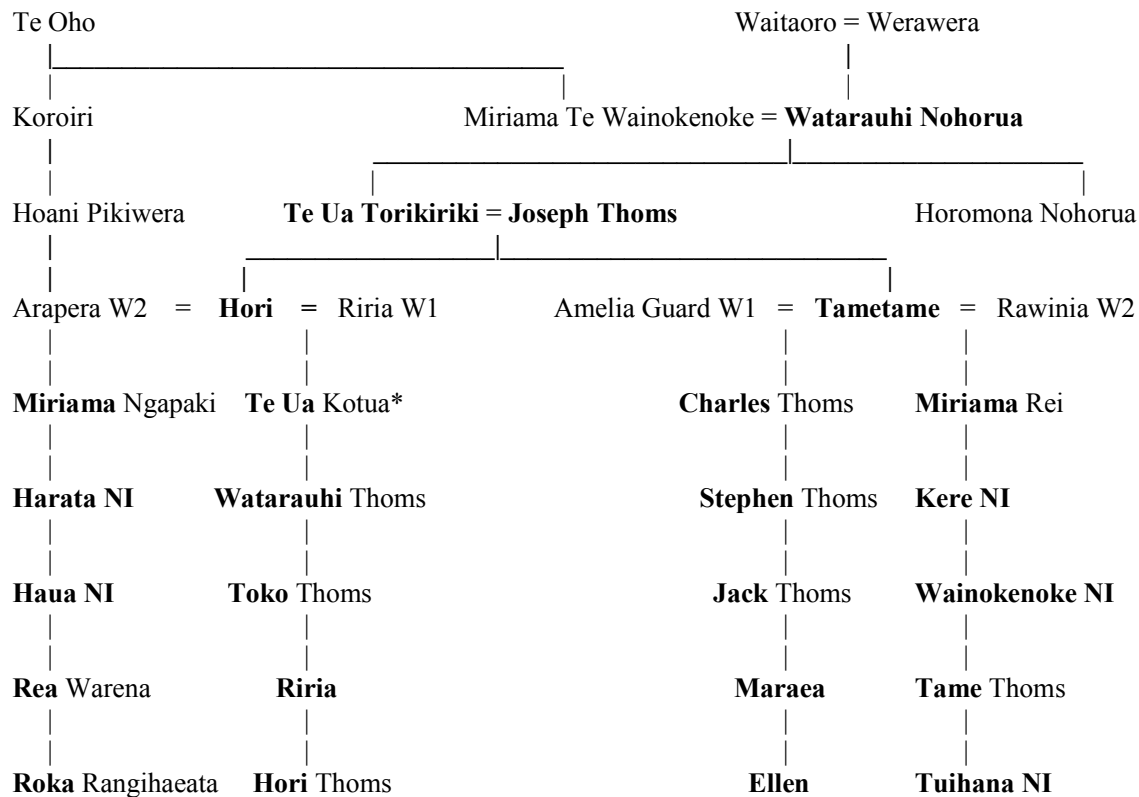 Te Oho Waitaoro = Werawera
Koroiri Miriama Te Wainokenoke = Watarauhi Nohorua
Hoani Pikiwera Te Ua Torikiriki = Joseph Thoms Horomona Nohorua
Arapera W2 = Hori = Riria W1 Amelia Guard W1 = Tametame = Rawinia W2
Miriama Ngapaki Te Ua Kotua* Charles Thoms Miriama Rei
Harata NI Watarauhi Thoms Stephen Thoms Kere NI
Haua NI Toko Thoms Jack Thoms Wainokenoke NI
Rea Warena Riria Maraea Tame Thoms
Roka Rangihaeata Hori Thoms Ellen Tuihana NI